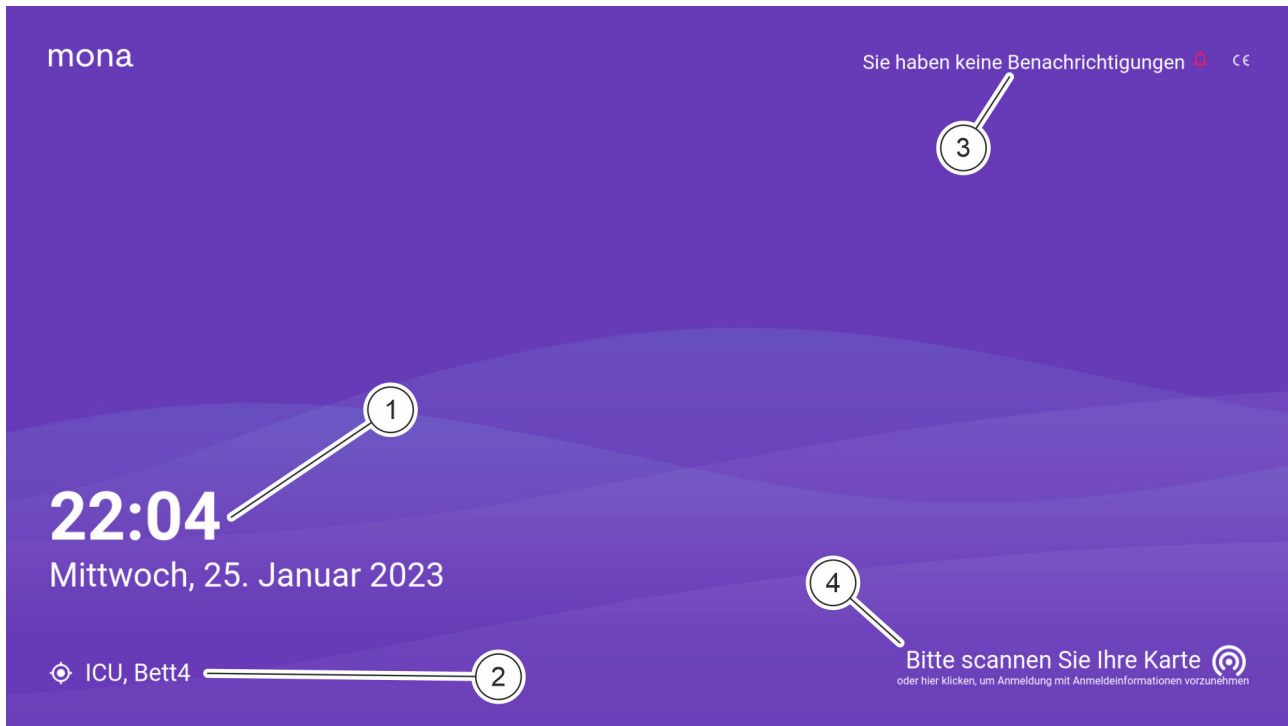 mona
Sie haben keine Benachrichtigungen
CE
3
1
22:04
Mittwoch, 25. Januar 2023
4
ICU, Bett4
2
Bitte scannen Sie Ihre Karte
oder hier klicken, um Anmeldung mit Anmeldeinformationen vorzunehmen